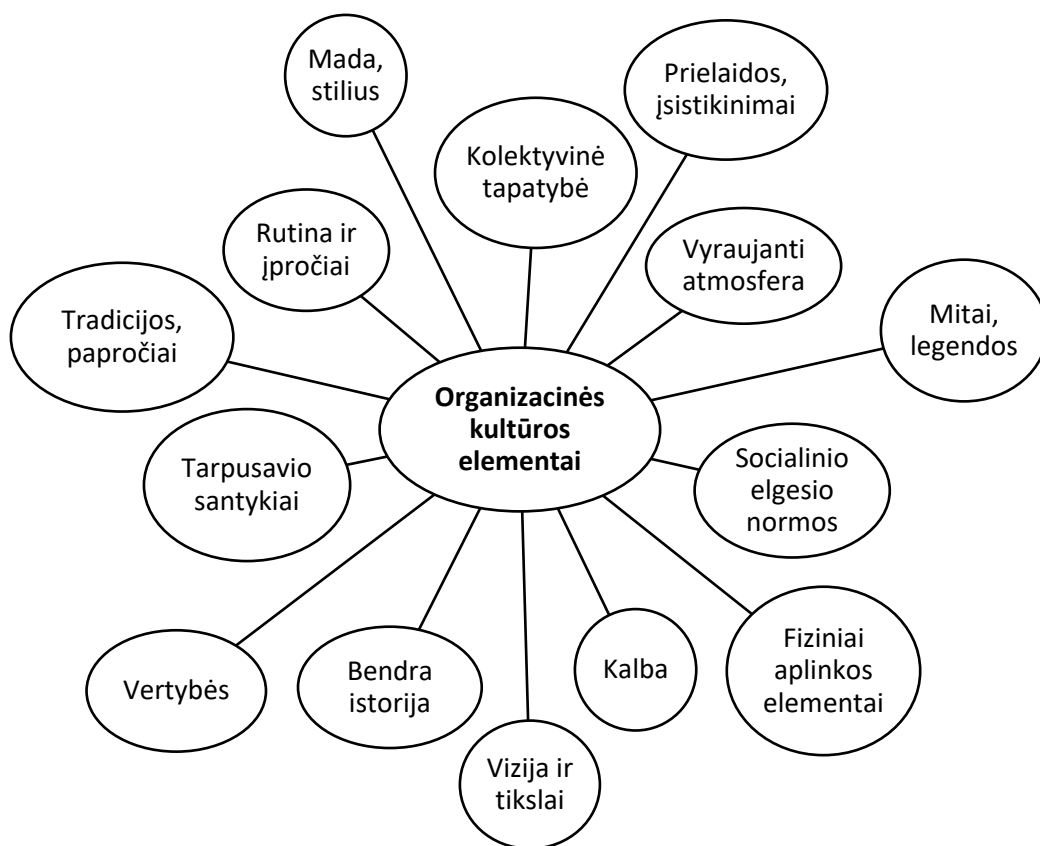 Mada,
stilius
Prielaidos,
įsistikinimai
Kolektyvinė
tapatybė
Rutina ir
įpročiai
Vyraujanti
atmosfera
Tradicijos,
papročiai
Mitai,
legendos
Organizacinės
kultūros
elementai
Tarpusavio
santykiai
Socialinio
elgesio
normos
Vertybės
Bendra
istorija
Kalba
Fiziniai
aplinkos
elementai
Vizija ir
tikslai